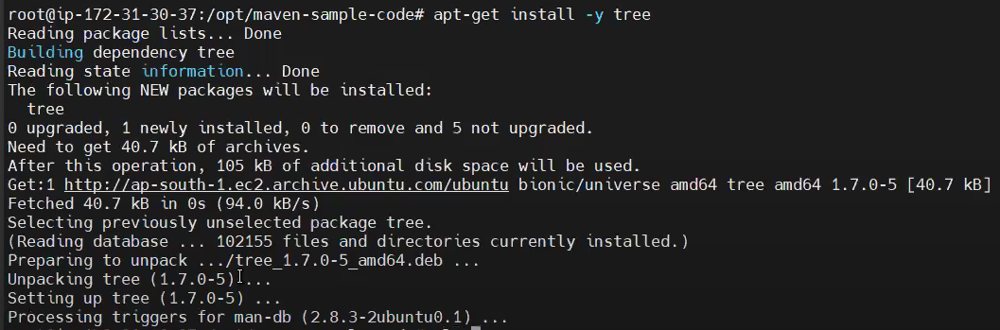 root@ip-172-31-30-37:/opt/maven-sample-code# apt-get install -y tree
Reading package lists... Done
Building dependency tree
Reading state information... Done
The following NEW packages will be installed:
  tree
0 upgraded, 1 newly installed, 0 to remove and 5 not upgraded.
Need to get 40.7 kB of archives.
After this operation, 105 kB of additional disk space will be used.
Get:1 http://ap-south-1.ec2.archive.ubuntu.com/ubuntu bionic/universe amd64 tree amd64 1.7.0-5 [40.7 kB]
Fetched 40.7 kB in 0s (94.0 kB/s)
Selecting previously unselected package tree.
(Reading database ... 102155 files and directories currently installed.)
Preparing to unpack .../tree_1.7.0-5_amd64.deb ...
Unpacking tree (1.7.0-5) ...
Setting up tree (1.7.0-5) ...
Processing triggers for man-db (2.8.3-2ubuntu0.1) ...